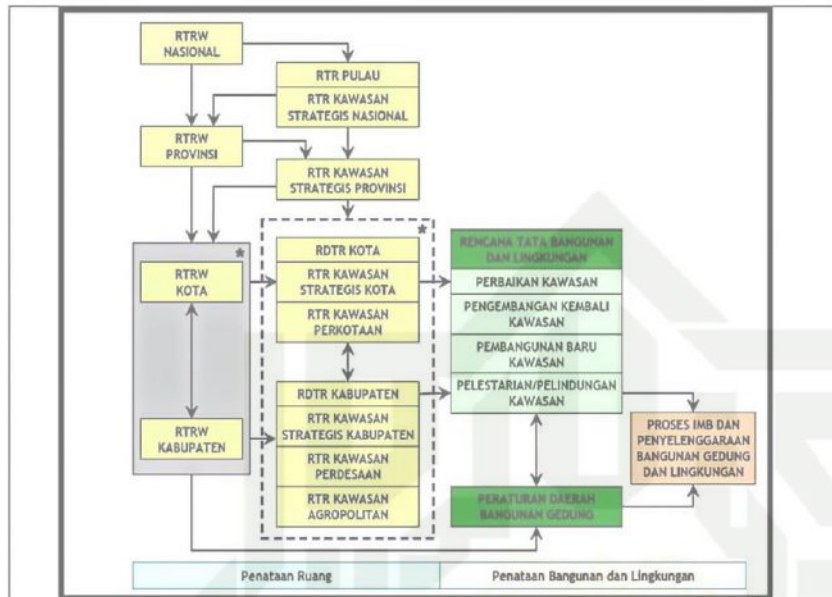 RTRW
NASIONAL
RTR PULAU
RTR KAWASAN
STRATEGIS NASIONAL
RTRW
PROVINSI
RTR KAWASAN
STRATEGIS PROVINSI
*
*
RTRW
KOTA
RTRW
KABUPATEN
RDTR KOTA
RTR KAWASAN
STRATEGIS KOTA
RTR KAWASAN
PERKOTAAN
RDTR KABUPATEN
RTR KAWASAN
STRATEGIS KABUPATEN
RTR KAWASAN
PERDESAAN
RTR KAWASAN
AGROPOLITAN
RENCANA TATA BANGUNAN
DAN LINGKUNGAN
PERBAIKAN KAWASAN
PENGEMBANGAN KEMBALI
KAWASAN
PEMBANGUNAN BARU
KAWASAN
PELESTARIAN/PELINDUNGAN
KAWASAN
PERATURAN DAERAH
BANGUNAN GEDUNG
PROSES IMB DAN
PENYELENGGARAAN
BANGUNAN GEDUNG
DAN LINGKUNGAN
Penataan Ruang
Penataan Bangunan dan Lingkungan